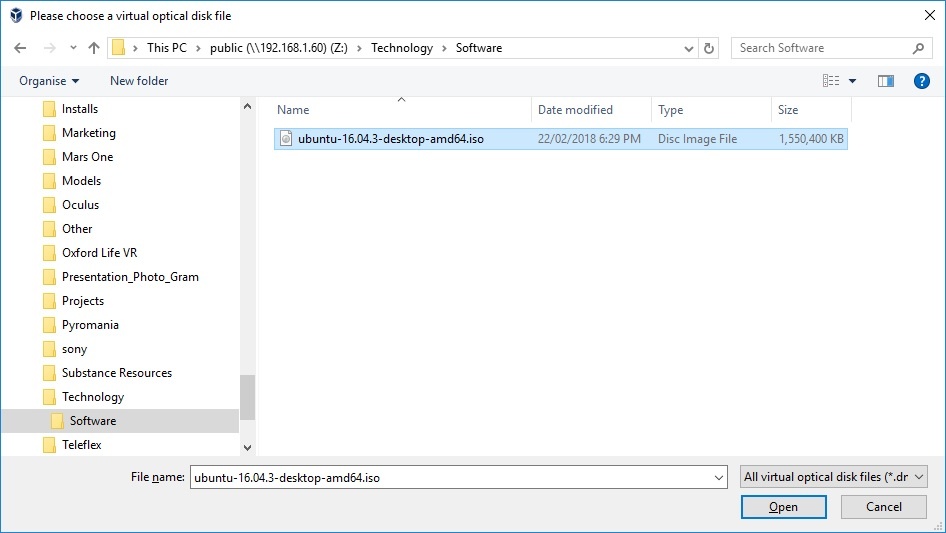 Please choose a virtual optical disk file
This PC > public (\\192.168.1.60) (Z:) > Technology > Software
Search Software
Organise
New folder
Installs
Marketing
Mars One
Models
Oculus
Other
Oxford Life VR
Presentation_Photo_Gram
Projects
Pyromania
sony
Substance Resources
Technology
Software
Teleflex
Name Date modified Type Size
ubuntu-16.04.3-desktop-amd64.iso 22/02/2018 6:29 PM Disc Image File 1,550,400 KB
File name: ubuntu-16.04.3-desktop-amd64.iso
All virtual optical disk files (*.dr
Open Cancel